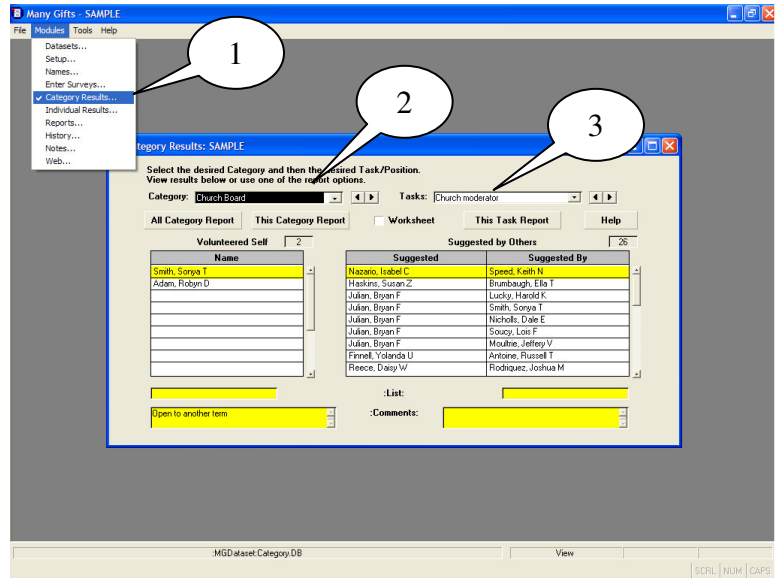 Many Gifts - SAMPLE
File Modules Tools Help
Datasets...
Setup...
Names...
Enter Surveys...
Category Results...
Individual Results...
Reports...
History...
Notes...
Web...
1
2
3
tegory Results: SAMPLE
Select the desired Category and then the desired Task/Position.
View results below or use one of the report options.
Category: Church Board Tasks: Church moderator
All Category Report This Category Report Worksheet This Task Report Help
Volunteered Self 2 Suggested by Others 26
Name Suggested Suggested By
Smith, Sonya T Nazario, Isabel C Speed, Keith N
Adam, Robyn D Haskins, Susan Z Brumbaugh, Ella T
Julian, Bryan F Lucky, Harold K
Julian, Bryan F Smith, Sonya T
Julian, Bryan F Nicholls, Dale E
Julian, Bryan F Soucy, Lois F
Julian, Bryan F Moultrie, Jeffery V
Finnell, Yolanda U Antoine, Russell T
Reece, Daisy W Rodriquez, Joshua M
:List:
Open to another term :Comments:
:MGDataset:Category.DB View
SCRL NUM CAPS